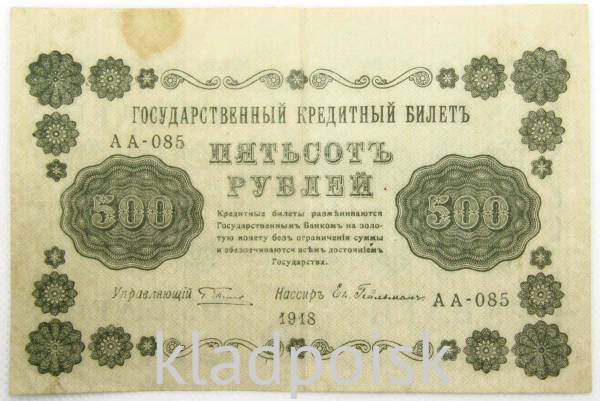 ГОСУДАРСТВЕННЫЙ КРЕДИТНЫЙ БИЛЕТЪ
АА-085
ПЯТЬСОТЪ
РУБЛЕЙ
500
500
Кредитные билеты размѣниваются
Государственнымъ Банкомъ на золо-
тую монету безъ ограниченія суммы
и обезпечиваются всѣмъ достояніемъ
Государства.
Управляющій
Кассиръ
АА-085
1918
kladpoisk